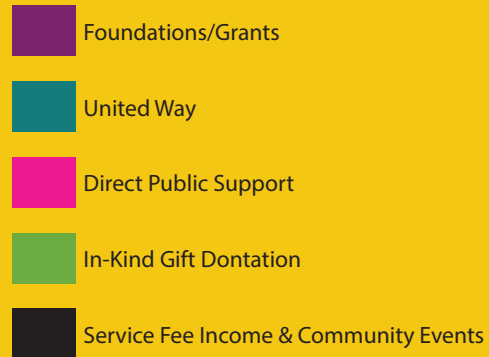 Foundations/Grants
United Way
Direct Public Support
In-Kind Gift Dontation
Service Fee Income & Community Events